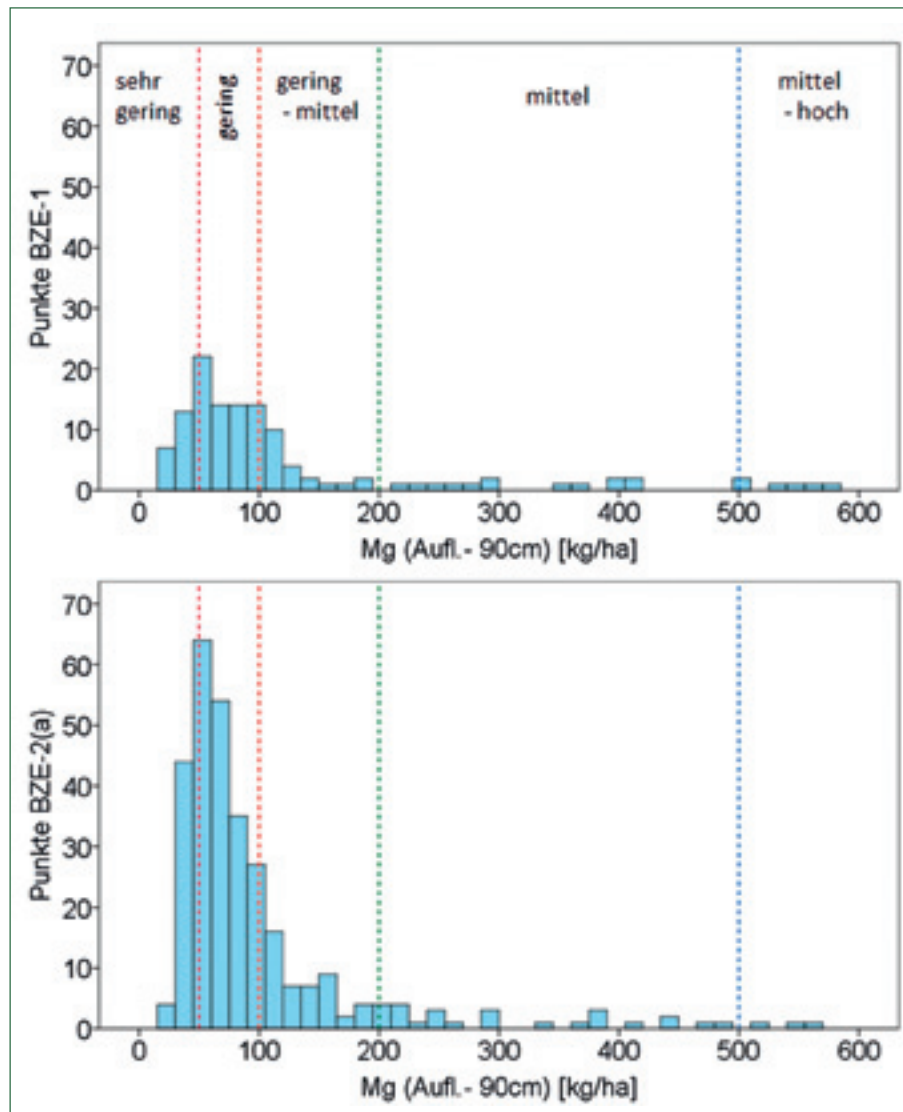 70
60
50
40
30
20
10
0
Punkte BZE-1
sehr
gering
gering
gering
- mittel
mittel
mittel
- hoch
0 100 200 300 400 500 600
Mg (Aufl.- 90cm) [kg/ha]
70
60
50
40
30
20
10
0
Punkte BZE-2(a)
0 100 200 300 400 500 600
Mg (Aufl.- 90cm) [kg/ha]